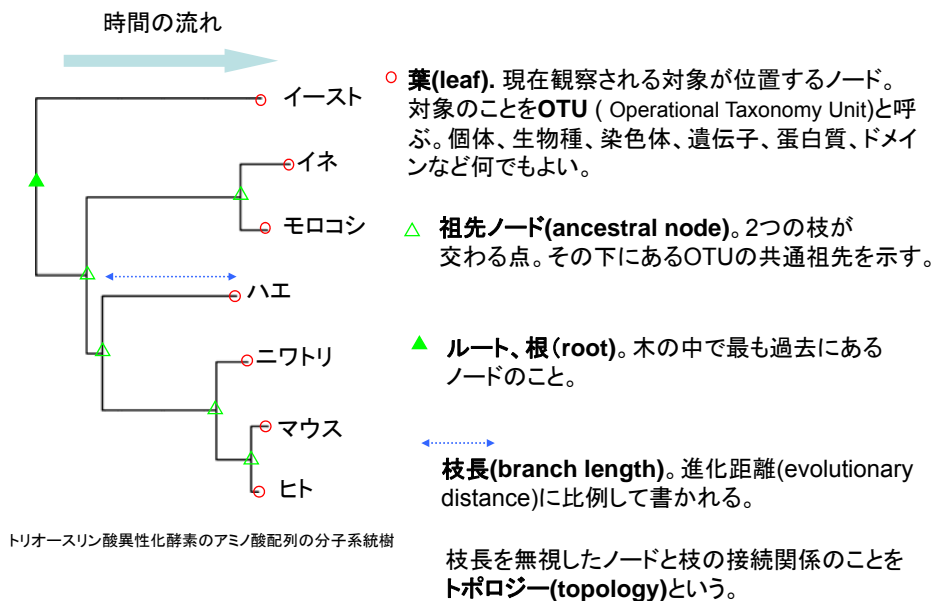 時間の流れ
イースト
イネ
モロコシ
ハエ
ニワトリ
マウス
ヒト
トリオースリン酸異性化酵素のアミノ酸配列の分子系統樹
葉(leaf). 現在観察される対象が位置するノード。
対象のことをOTU ( Operational Taxonomy Unit)と呼
ぶ。個体、生物種、染色体、遺伝子、蛋白質、ドメイ
ンなど何でもよい。
祖先ノード(ancestral node)。2つの枝が
交わる点。その下にあるOTUの共通祖先を示す。
ルート、根(root)。木の中で最も過去にある
ノードのこと。
枝長(branch length)。進化距離(evolutionary
distance)に比例して書かれる。
枝長を無視したノードと枝の接続関係のことを
トポロジー(topology)という。